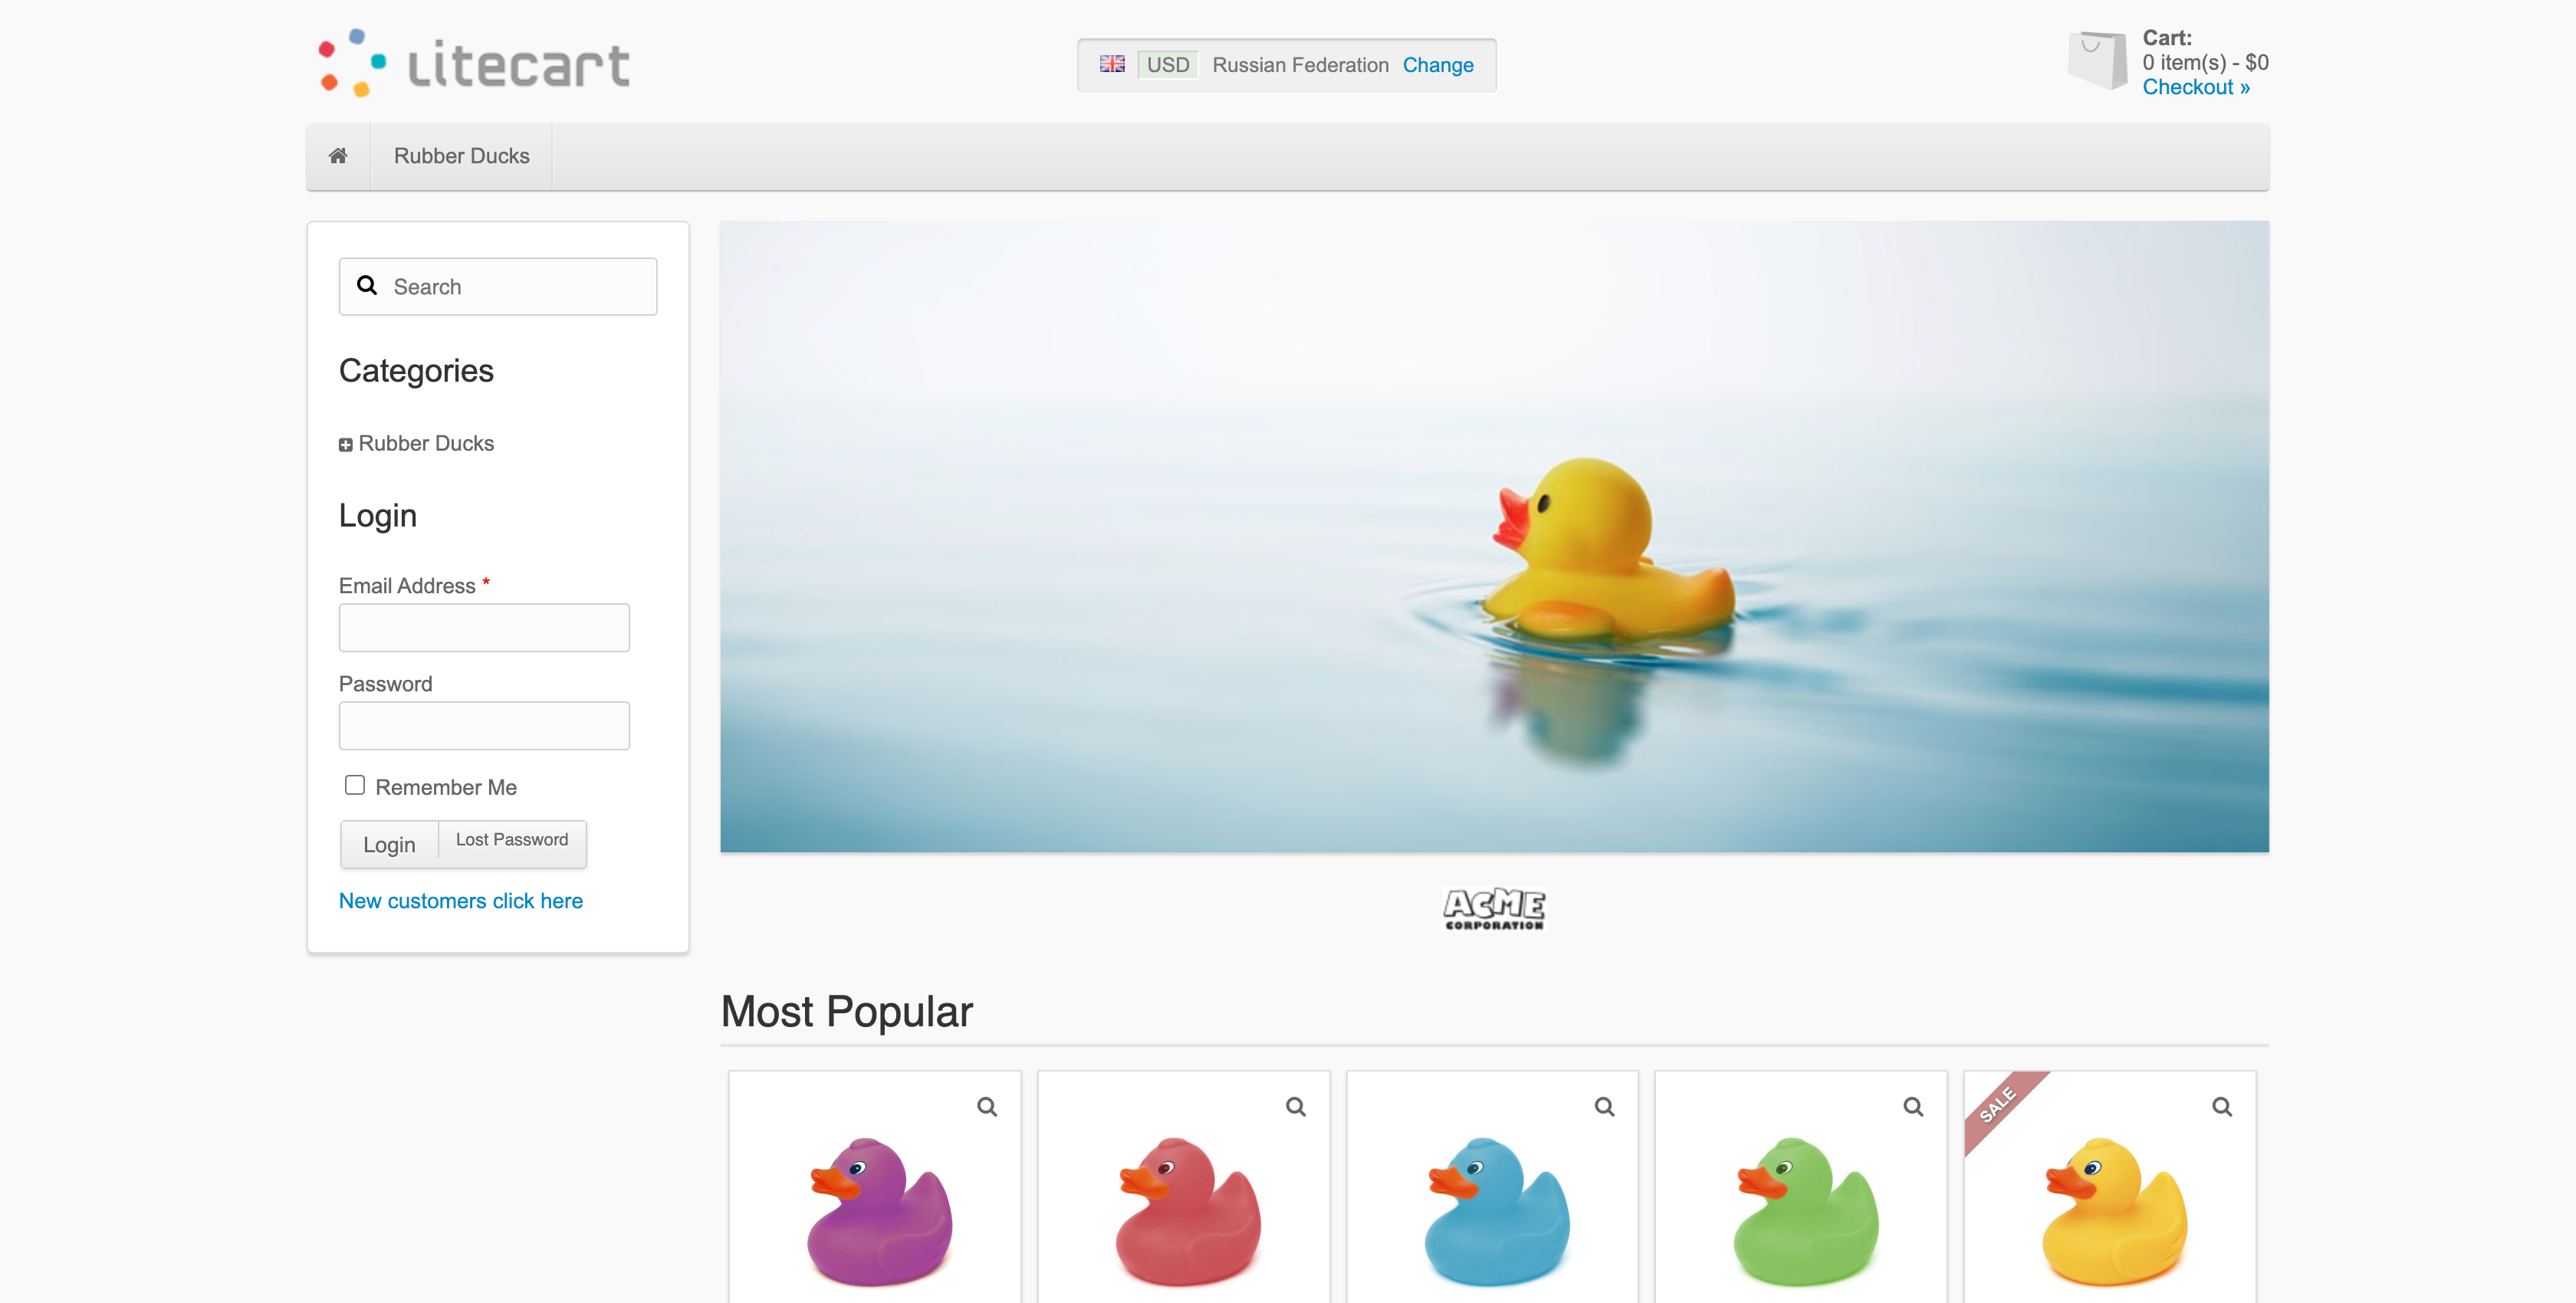 Litecart
USD Russian Federation Change
Cart:
0 item(s) - $0
Checkout »
Rubber Ducks
Search
Categories
Rubber Ducks
Login
Email Address *
Password
Remember Me
Login Lost Password
New customers click here
ACME
CORPORATION
Most Popular
SALE